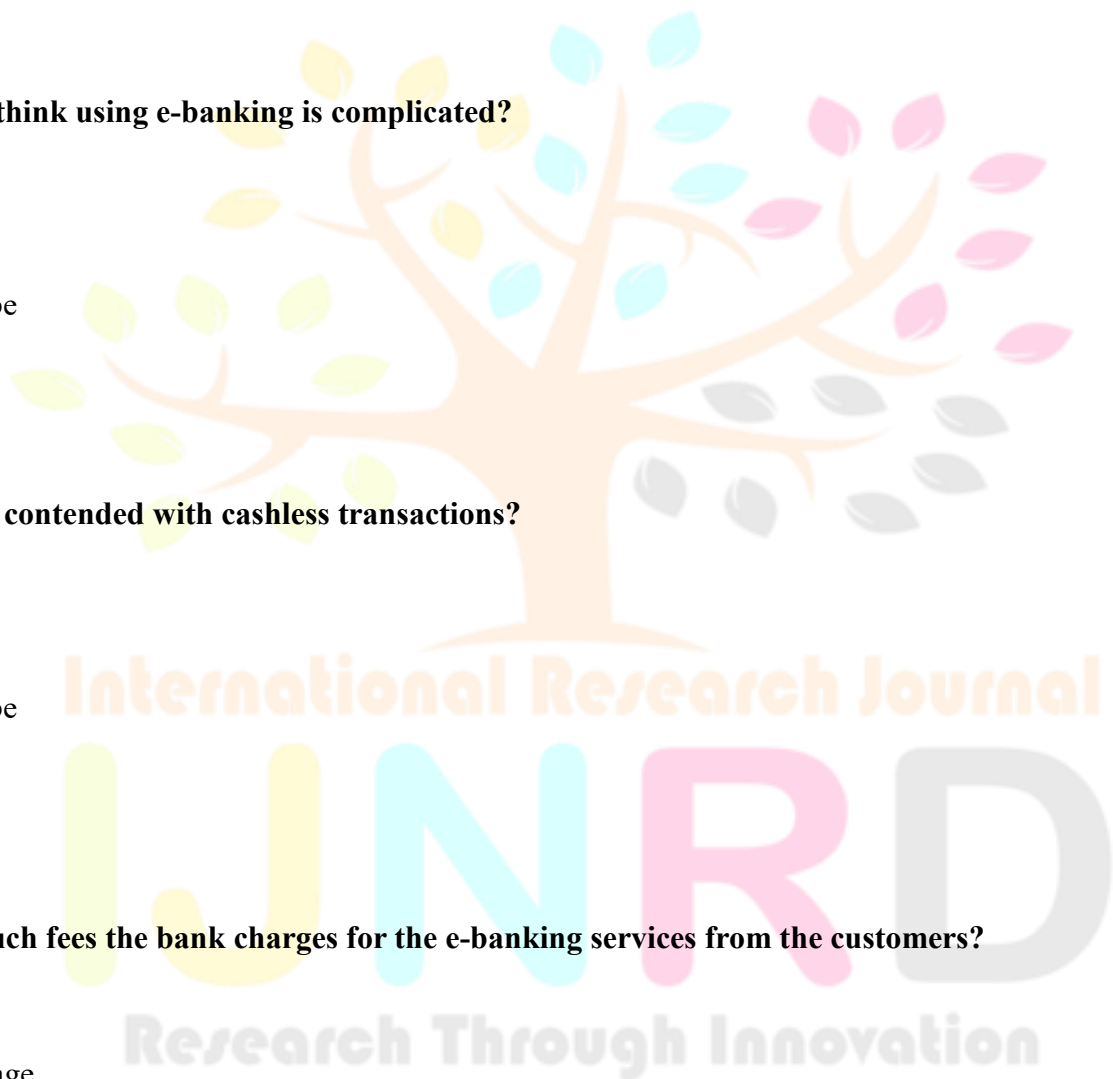 think using e-banking is complicated?
be
contended with cashless transactions?
be
International Research Journal
IJNRD
uch fees the bank charges for the e-banking services from the customers?
Research Through Innovation
nge